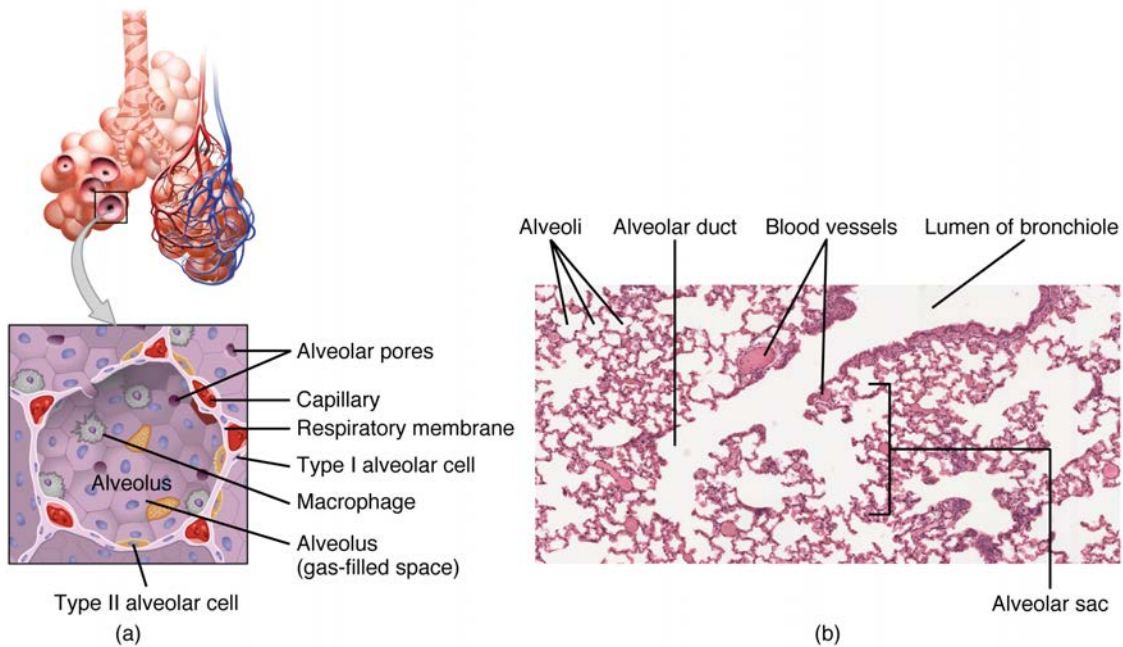 Alveolar pores
Capillary
Respiratory membrane
Type I alveolar cell
Macrophage
Alveolus
Alveolus
(gas-filled space)
Type II alveolar cell
(a)
Alveoli
Alveolar duct
Blood vessels
Lumen of bronchiole
Alveolar sac
(b)